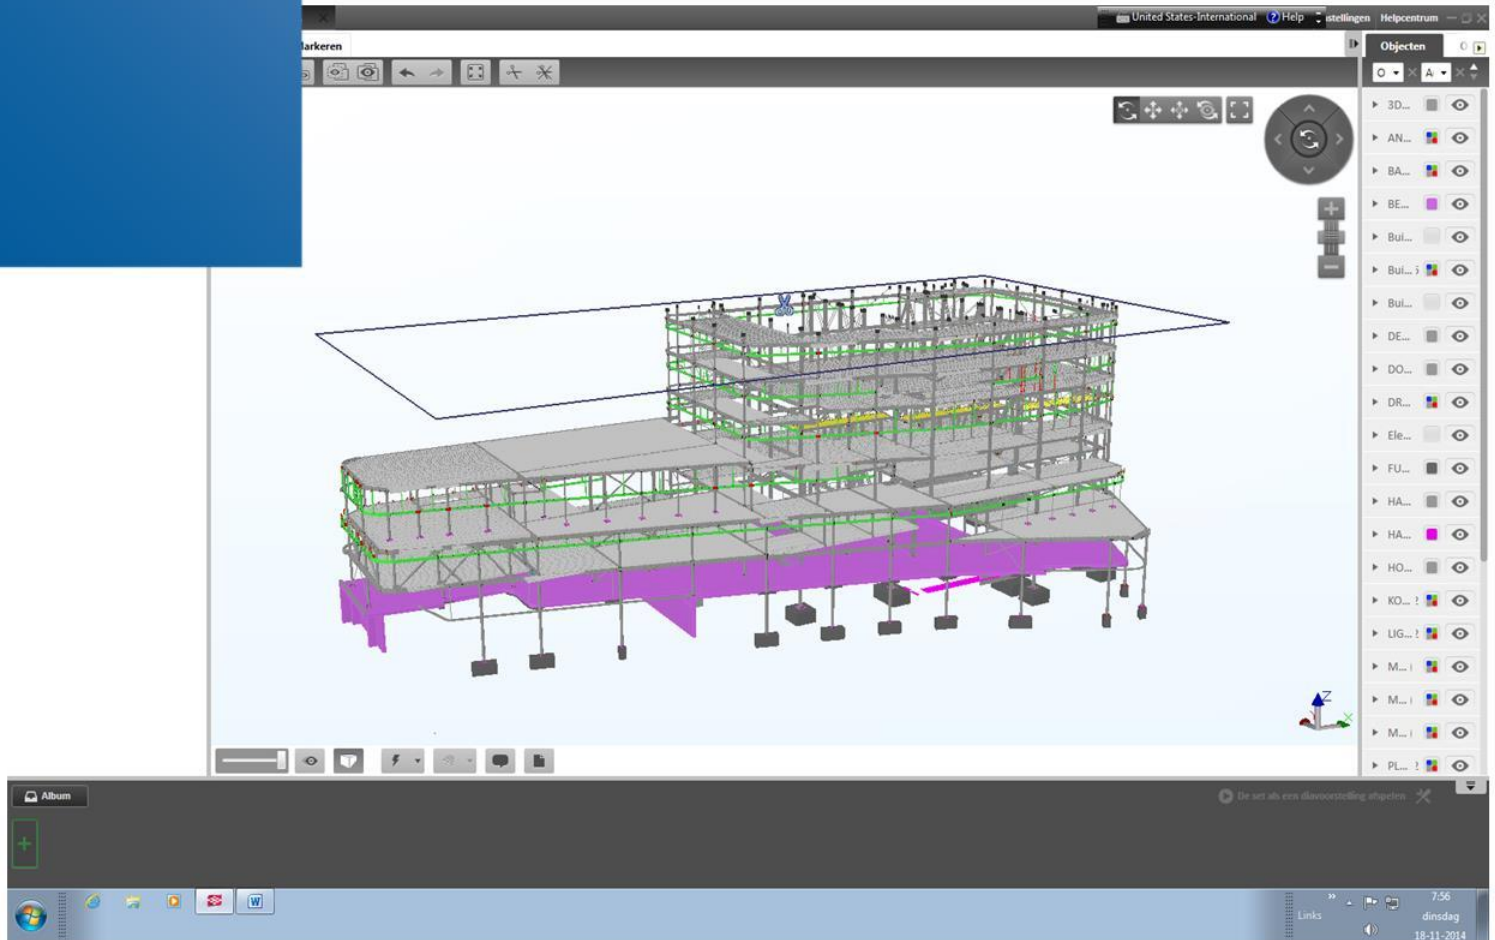 United States-International
Help
stellingen
Helpcentrum
larkeren
Objecten
O
A
3D...
AN...
BA...
BE...
Bui...
Bui...
Bui...
DE...
DO...
DR...
Ele...
FU...
HA...
HA...
HO...
KO...
LIG...
M...
M...
M...
PL...
Z
X
Album
De set als een diavoorstelling afspelen
Links
7:56
dinsdag
18-11-2014